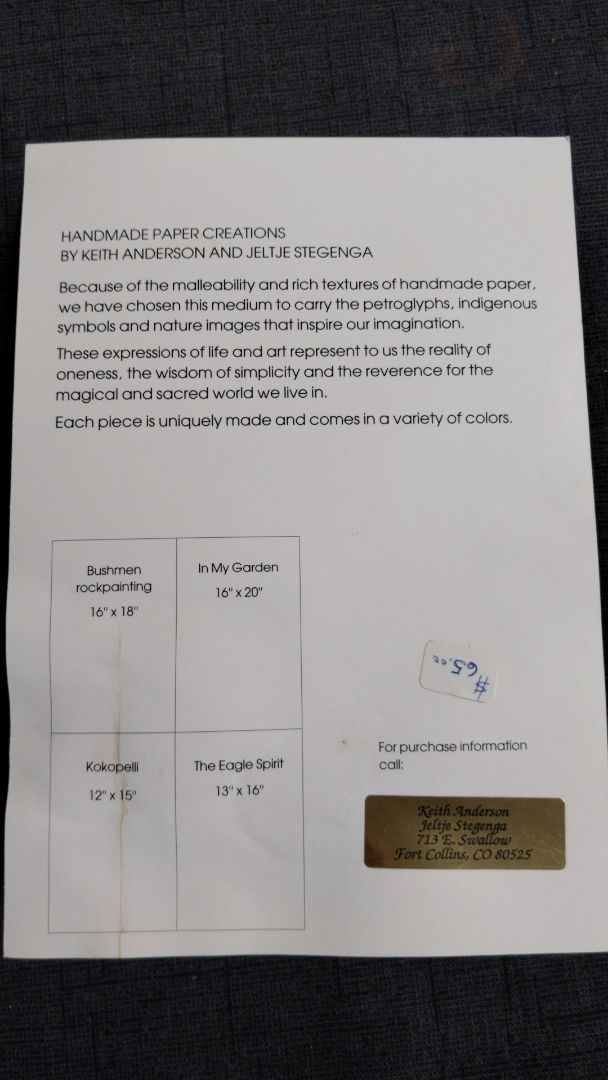 HANDMADE PAPER CREATIONS
BY KEITH ANDERSON AND JELTJE STEGENGA
Because of the malleability and rich textures of handmade paper,
we have chosen this medium to carry the petroglyphs, indigenous
symbols and nature images that inspire our imagination.
These expressions of life and art represent to us the reality of
oneness, the wisdom of simplicity and the reverence for the
magical and sacred world we live in.
Each piece is uniquely made and comes in a variety of colors.
Bushmen
rockpainting
16" x 18"
In My Garden
16" x 20"
Kokopelli
12" x 15"
The Eagle Spirit
13" x 16"
$65.00
For purchase information
call:
Keith Anderson
Jeltje Stegenga
713 E. Swallow
Fort Collins, CO 80525